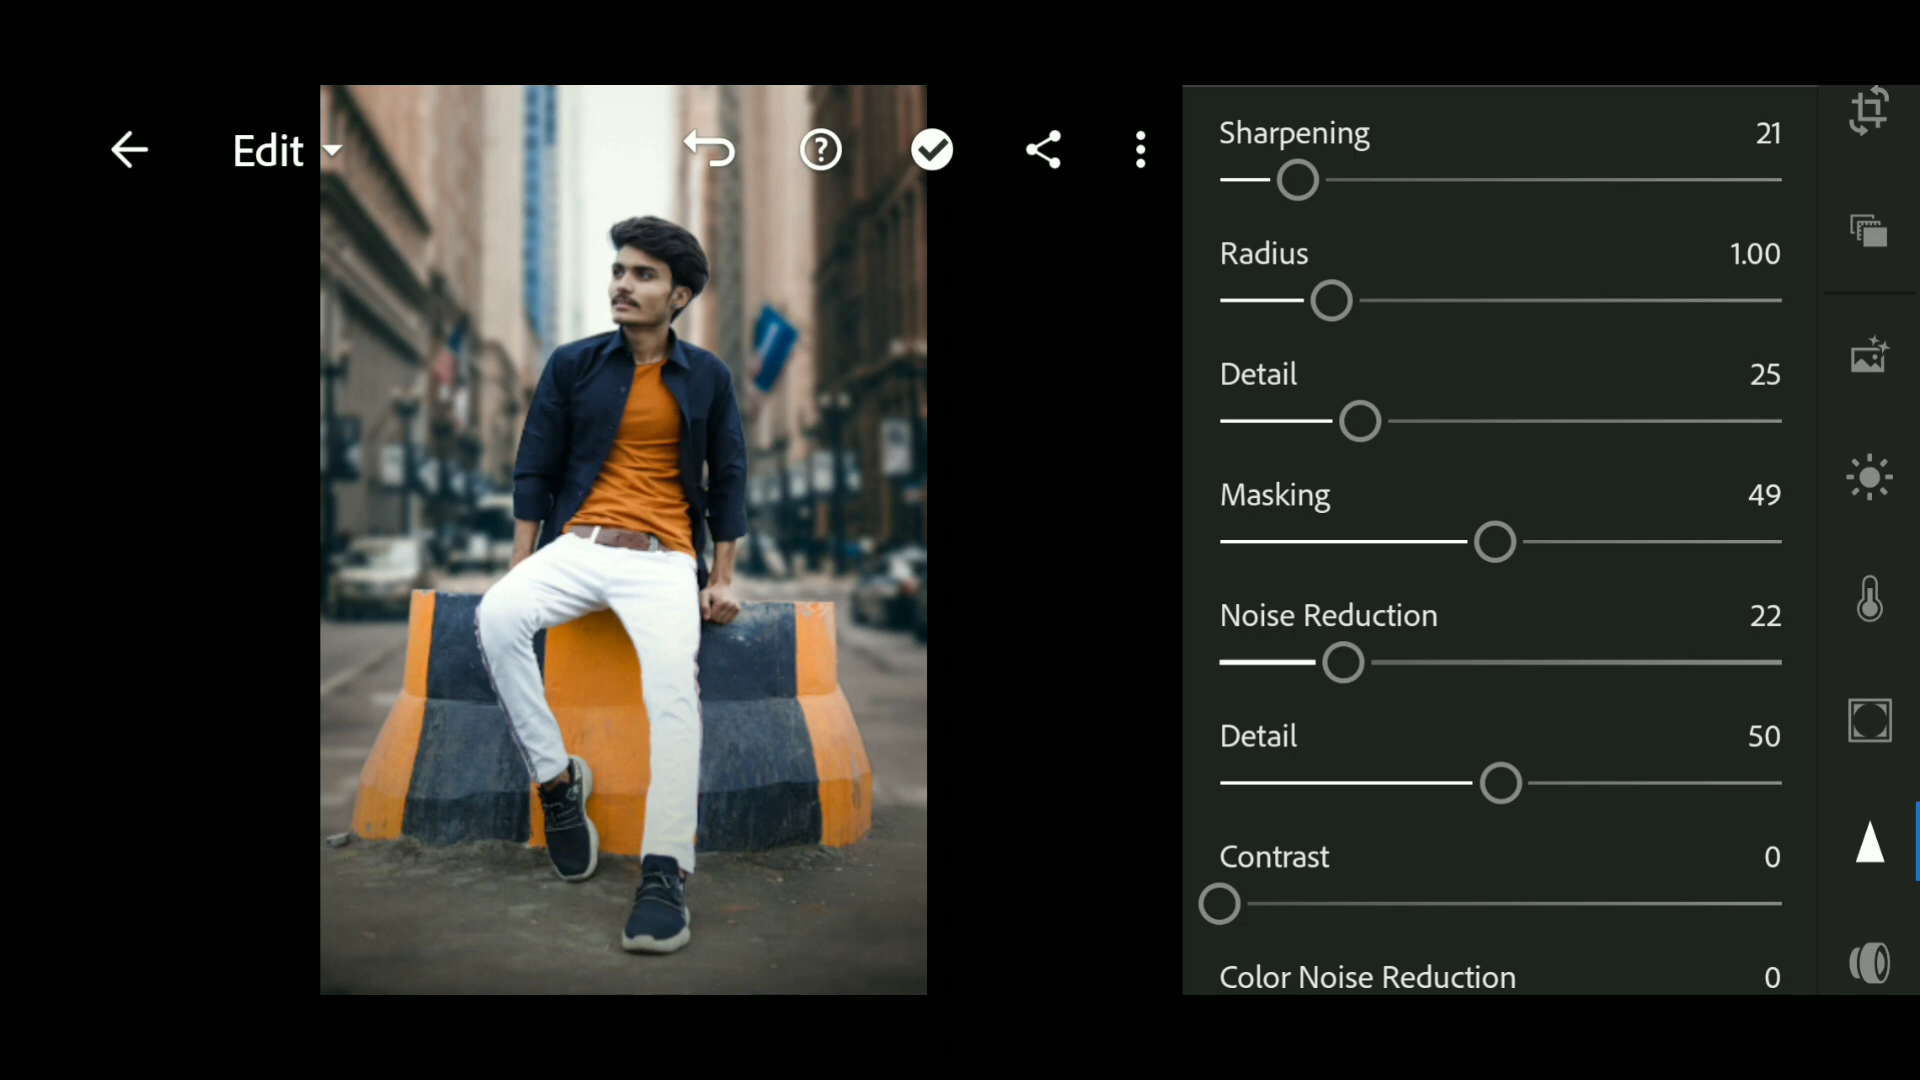 Edit
Sharpening 21
Radius 1.00
Detail 25
Masking 49
Noise Reduction 22
Detail 50
Contrast 0
Color Noise Reduction 0